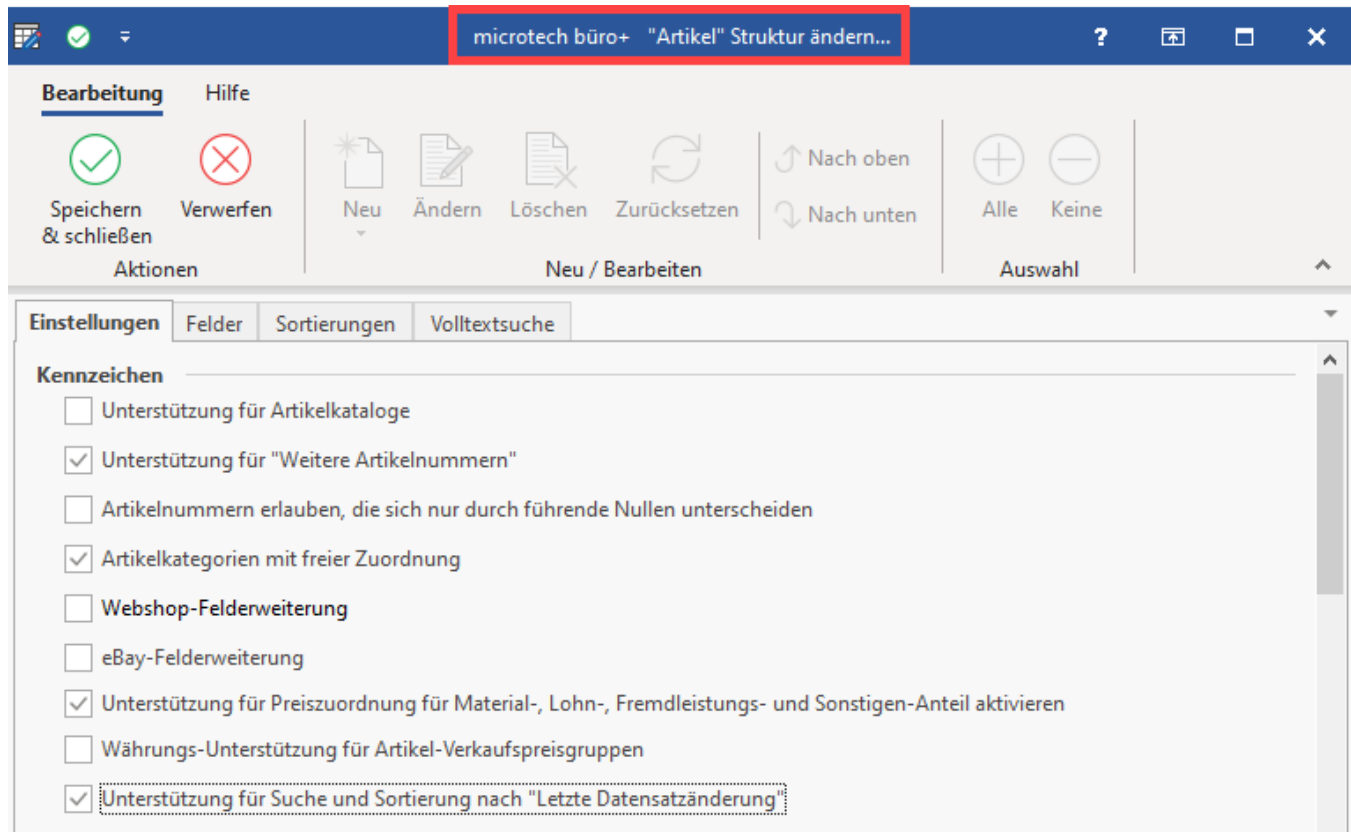 microtech büro+ "Artikel" Struktur ändern...
?
Bearbeitung Hilfe
Speichern & schließen
Verwerfen
Neu
Ändern
Löschen
Zurücksetzen
Nach oben
Nach unten
Alle
Keine
Aktionen
Neu / Bearbeiten
Auswahl
Einstellungen Felder Sortierungen Volltextsuche
Kennzeichen
Unterstützung für Artikelkataloge
Unterstützung für "Weitere Artikelnummern"
Artikelnummern erlauben, die sich nur durch führende Nullen unterscheiden
Artikelkategorien mit freier Zuordnung
Webshop-Felderweiterung
eBay-Felderweiterung
Unterstützung für Preiszuordnung für Material-, Lohn-, Fremdleistungs- und Sonstigen-Anteil aktivieren
Währungs-Unterstützung für Artikel-Verkaufspreisgruppen
Unterstützung für Suche und Sortierung nach "Letzte Datensatzänderung"